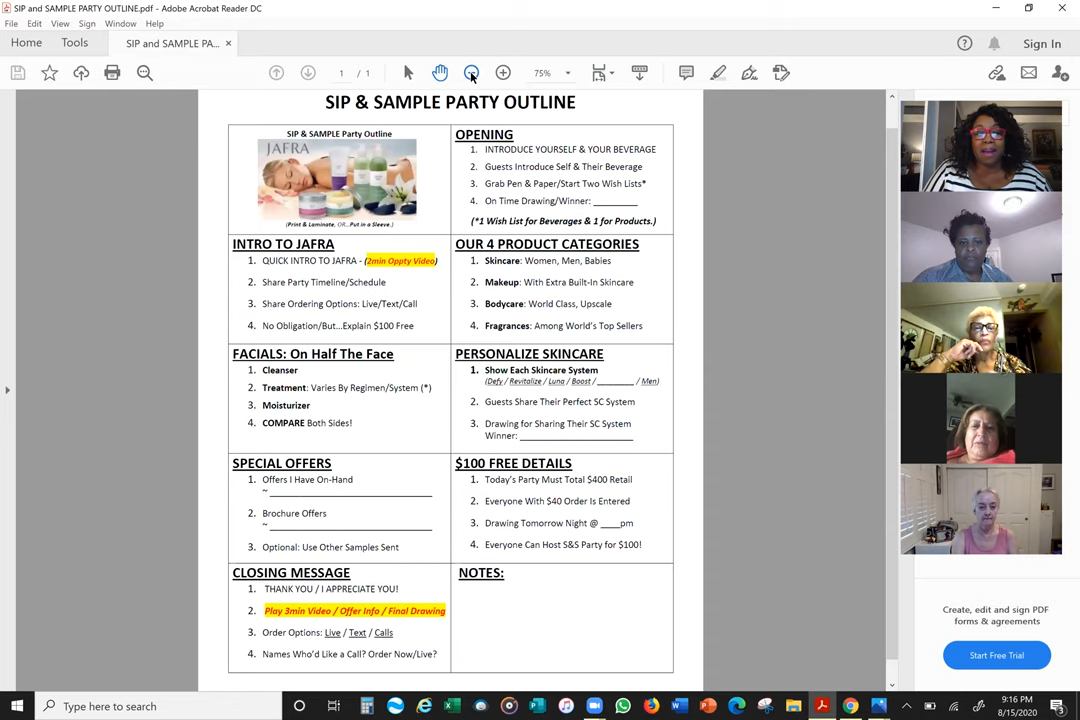 SIP and SAMPLE PARTY OUTLINE.pdf - Adobe Acrobat Reader DC
File Edit View Sign Window Help
Home Tools SIP and SAMPLE PA... × Sign In
1 / 1 75%
SIP & SAMPLE PARTY OUTLINE
SIP & SAMPLE Party Outline
JAFRA
(Print & Laminate, OR...Put in a Sleeve.)
OPENING
1. INTRODUCE YOURSELF & YOUR BEVERAGE
2. Guests Introduce Self & Their Beverage
3. Grab Pen & Paper/Start Two Wish Lists*
4. On Time Drawing/Winner: ________
(*1 Wish List for Beverages & 1 for Products.)
INTRO TO JAFRA
1. QUICK INTRO TO JAFRA - (2min Oppty Video)
2. Share Party Timeline/Schedule
3. Share Ordering Options: Live/Text/Call
4. No Obligation/But...Explain $100 Free
OUR 4 PRODUCT CATEGORIES
1. Skincare: Women, Men, Babies
2. Makeup: With Extra Built-In Skincare
3. Bodycare: World Class, Upscale
4. Fragrances: Among World's Top Sellers
FACIALS: On Half The Face
1. Cleanser
2. Treatment: Varies By Regimen/System (*)
3. Moisturizer
4. COMPARE Both Sides!
PERSONALIZE SKINCARE
1. Show Each Skincare System
(Defy / Revitalize / Luna / Boost / ________ / Men)
2. Guests Share Their Perfect SC System
3. Drawing for Sharing Their SC System
Winner: ____________________
SPECIAL OFFERS
1. Offers I Have On-Hand
~ ____________________________
2. Brochure Offers
~ ____________________________
3. Optional: Use Other Samples Sent
$100 FREE DETAILS
1. Today's Party Must Total $400 Retail
2. Everyone With $40 Order Is Entered
3. Drawing Tomorrow Night @ ____pm
4. Everyone Can Host S&S Party for $100!
CLOSING MESSAGE
1. THANK YOU / I APPRECIATE YOU!
2. Play 3min Video / Offer Info / Final Drawing
3. Order Options: Live / Text / Calls
4. Names Who'd Like a Call? Order Now/Live?
NOTES:
Create, edit and sign PDF
forms & agreements
Start Free Trial
Type here to search
9:16 PM
8/15/2020
3